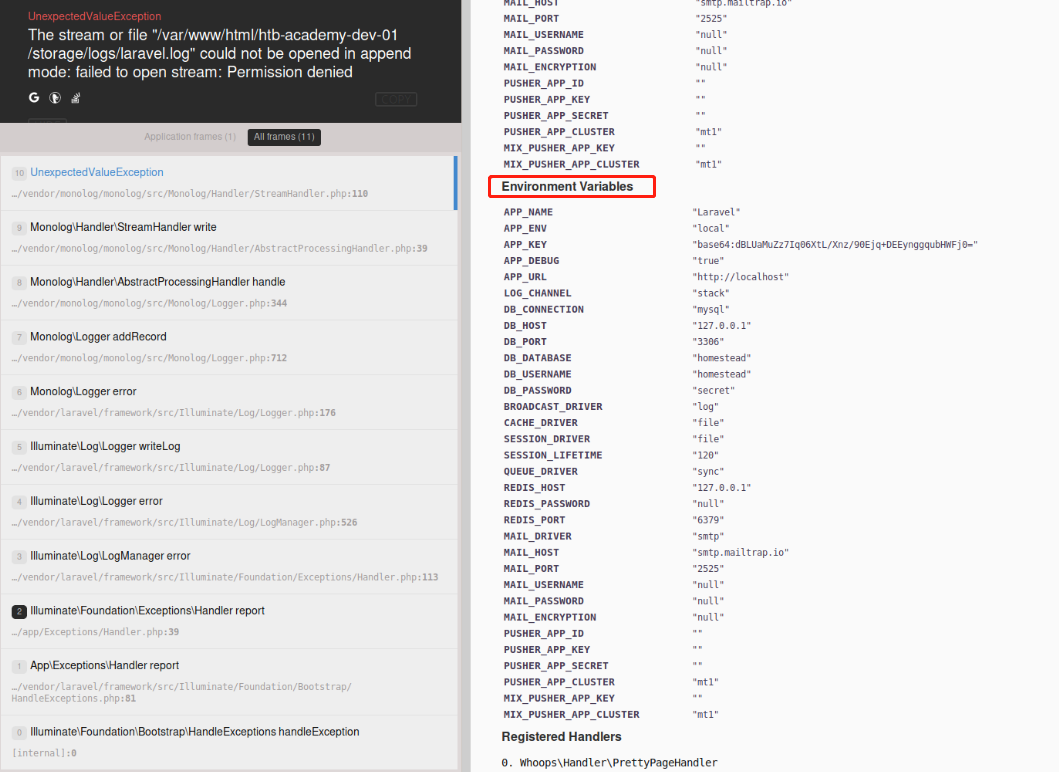 UnexpectedValueException
The stream or file "/var/www/html/htb-academy-dev-01
/storage/logs/laravel.log" could not be opened in append
mode: failed to open stream: Permission denied
COPY
Application frames (1)
All frames (11)
10 UnexpectedValueException
…/vendor/monolog/monolog/src/Monolog/Handler/StreamHandler.php:110
9 Monolog\Handler\StreamHandler write
…/vendor/monolog/monolog/src/Monolog/Handler/AbstractProcessingHandler.php:39
8 Monolog\Handler\AbstractProcessingHandler handle
…/vendor/monolog/monolog/src/Monolog/Logger.php:344
7 Monolog\Logger addRecord
…/vendor/monolog/monolog/src/Monolog/Logger.php:712
6 Monolog\Logger error
…/vendor/laravel/framework/src/Illuminate/Log/Logger.php:176
5 Illuminate\Log\Logger writeLog
…/vendor/laravel/framework/src/Illuminate/Log/Logger.php:87
4 Illuminate\Log\Logger error
…/vendor/laravel/framework/src/Illuminate/Log/LogManager.php:526
3 Illuminate\Log\LogManager error
…/vendor/laravel/framework/src/Illuminate/Foundation/Exceptions/Handler.php:113
2 Illuminate\Foundation\Exceptions\Handler report
…/app/Exceptions/Handler.php:39
1 App\Exceptions\Handler report
…/vendor/laravel/framework/src/Illuminate/Foundation/Bootstrap/
HandleExceptions.php:81
0 Illuminate\Foundation\Bootstrap\HandleExceptions handleException
[internal]:0
MAIL_HOST "smtp.mailtrap.io"
MAIL_PORT "2525"
MAIL_USERNAME "null"
MAIL_PASSWORD "null"
MAIL_ENCRYPTION "null"
PUSHER_APP_ID ""
PUSHER_APP_KEY ""
PUSHER_APP_SECRET ""
PUSHER_APP_CLUSTER "mt1"
MIX_PUSHER_APP_KEY ""
MIX_PUSHER_APP_CLUSTER "mt1"
Environment Variables
APP_NAME "Laravel"
APP_ENV "local"
APP_KEY "base64:dBLUaMuZz7Iq06XtL/Xnz/90Ejq+DEEynggqubHWFj0="
APP_DEBUG "true"
APP_URL "http://localhost"
LOG_CHANNEL "stack"
DB_CONNECTION "mysql"
DB_HOST "127.0.0.1"
DB_PORT "3306"
DB_DATABASE "homestead"
DB_USERNAME "homestead"
DB_PASSWORD "secret"
BROADCAST_DRIVER "log"
CACHE_DRIVER "file"
SESSION_DRIVER "file"
SESSION_LIFETIME "120"
QUEUE_DRIVER "sync"
REDIS_HOST "127.0.0.1"
REDIS_PASSWORD "null"
REDIS_PORT "6379"
MAIL_DRIVER "smtp"
MAIL_HOST "smtp.mailtrap.io"
MAIL_PORT "2525"
MAIL_USERNAME "null"
MAIL_PASSWORD "null"
MAIL_ENCRYPTION "null"
PUSHER_APP_ID ""
PUSHER_APP_KEY ""
PUSHER_APP_SECRET ""
PUSHER_APP_CLUSTER "mt1"
MIX_PUSHER_APP_KEY ""
MIX_PUSHER_APP_CLUSTER "mt1"
Registered Handlers
0. Whoops\Handler\PrettyPageHandler